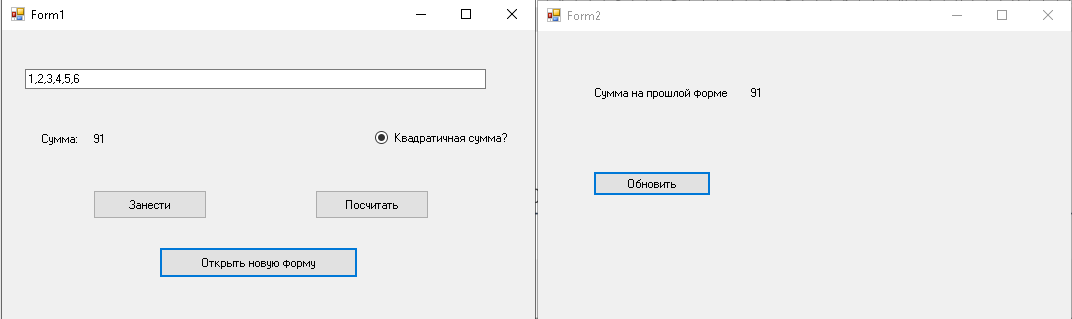 Form1
1,2,3,4,5,6
Сумма: 91
Квадратичная сумма?
Занести
Посчитать
Открыть новую форму
Form2
Сумма на прошлой форме 91
Обновить